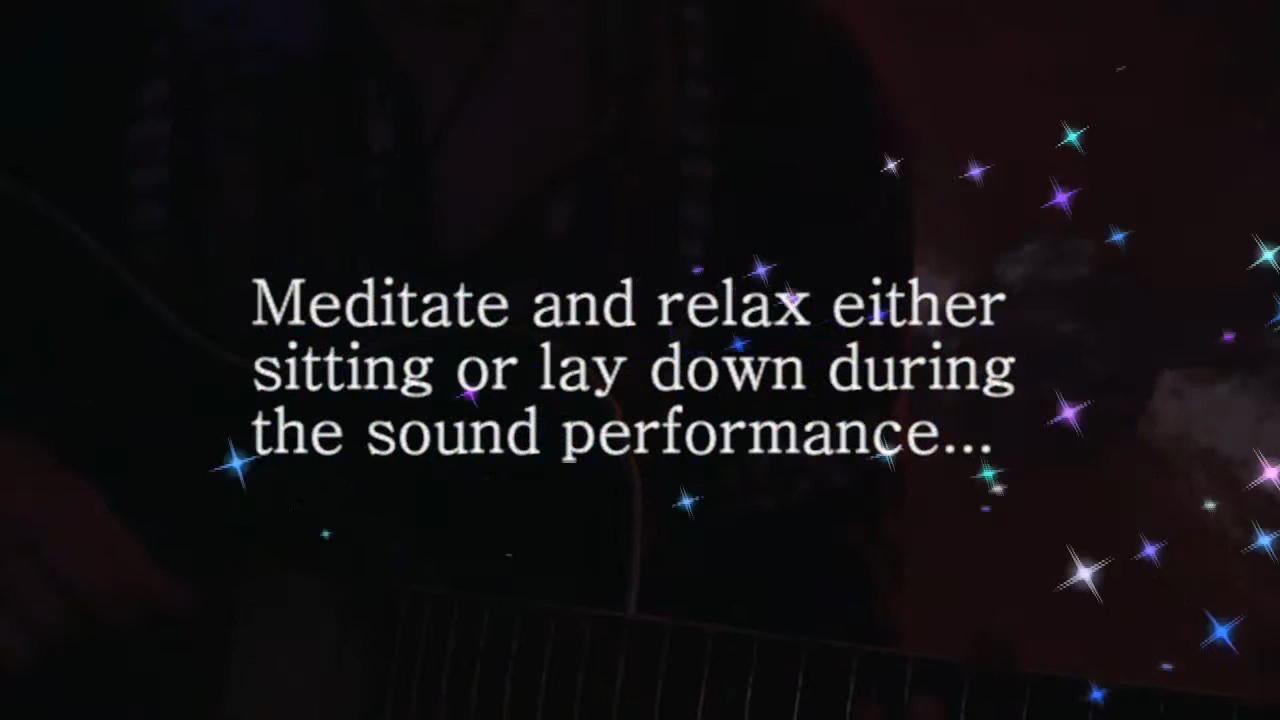 Meditate and relax either
sitting or lay down during
the sound performance...